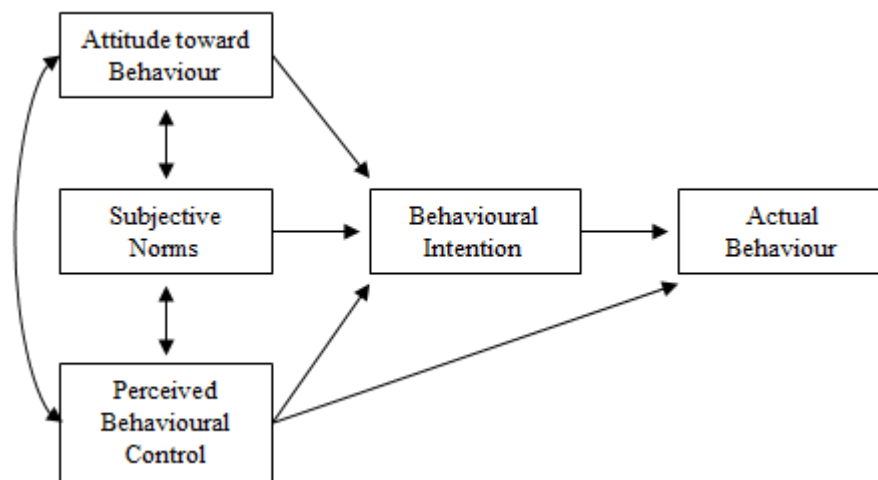 Attitude toward
Behaviour
Subjective
Norms
Behavioural
Intention
Actual
Behaviour
Perceived
Behavioural
Control